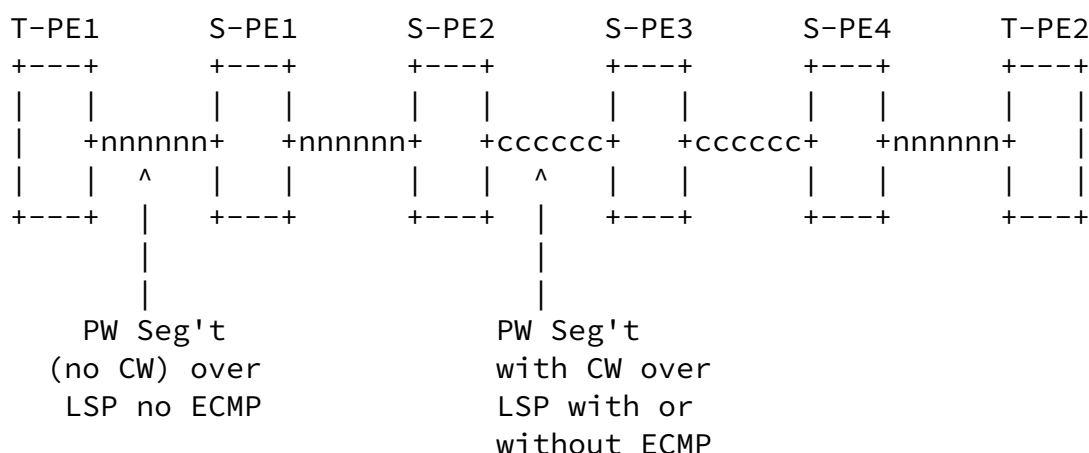 T-PE1        S-PE1       S-PE2       S-PE3       S-PE4       T-PE2
+---+       +---+       +---+       +---+       +---+       +---+
|   |       |   |       |   |       |   |       |   |       |   |
|   +nnnnnn+   +nnnnnn+   +cccccc+   +cccccc+   +nnnnnn+   |
|   |   ^   |   |       |   |   ^   |   |       |   |       |   |
+---+   |   +---+       +---+   |   +---+       +---+       +---+
|                       |
|                       |
PW Seg't              PW Seg't
(no CW) over              with CW over
LSP no ECMP              LSP with or
without ECMP